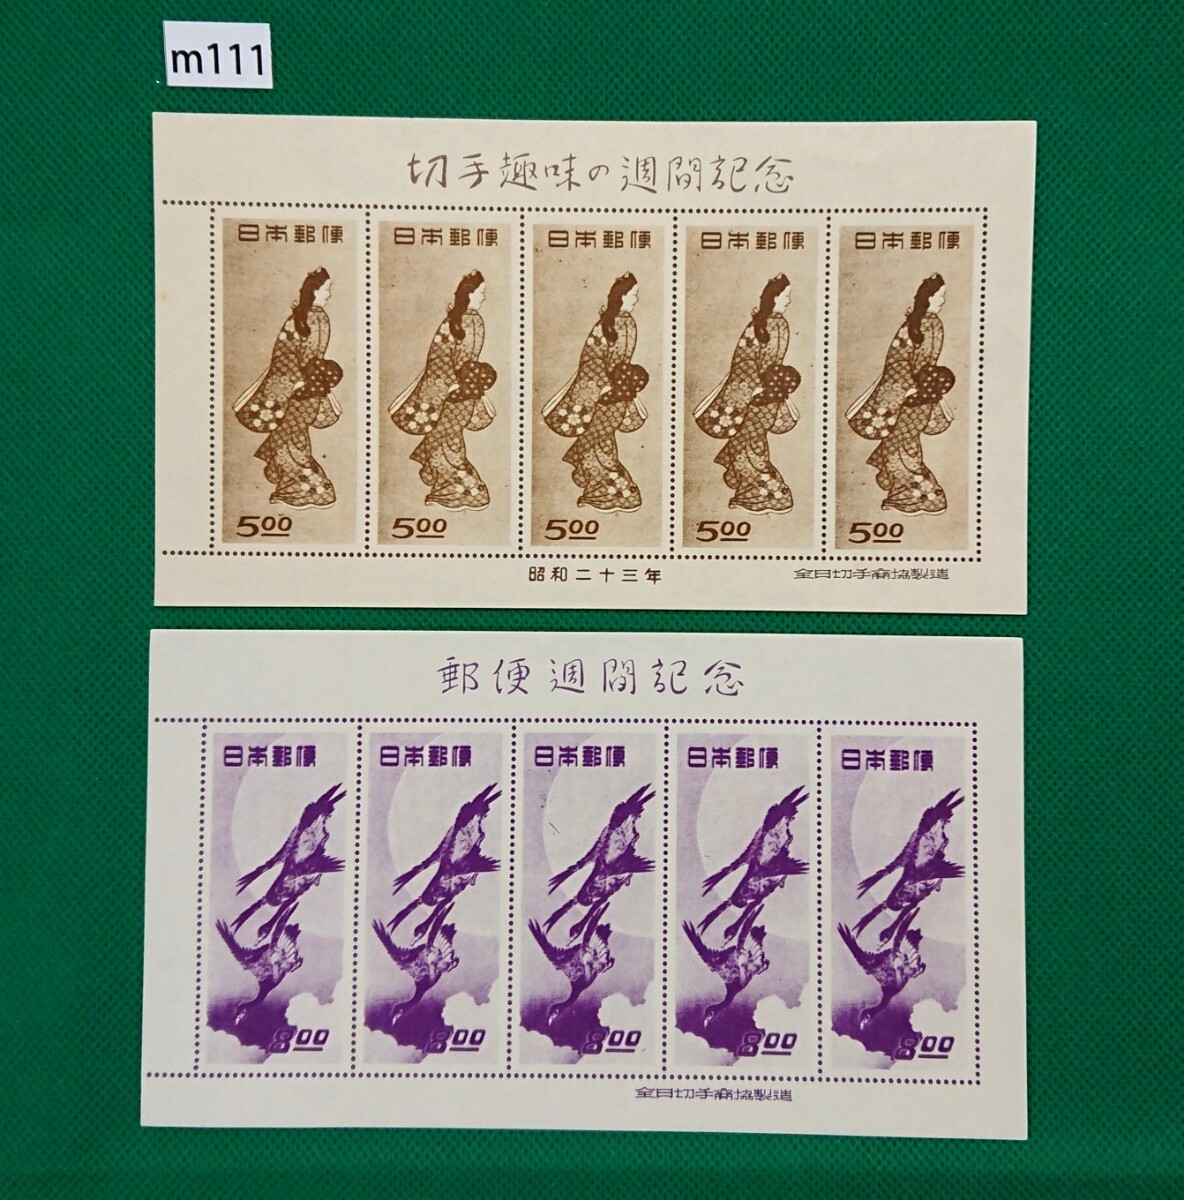 m111
切手趣味の週間記念
日本郵便 日本郵便 日本郵便 日本郵便 日本郵便
5.00 5.00 5.00 5.00 5.00
昭和二十三年 全日切手商協製造
郵便週間記念
日本郵便 日本郵便 日本郵便 日本郵便 日本郵便
8.00 8.00 8.00 8.00 8.00
全日切手商協製造